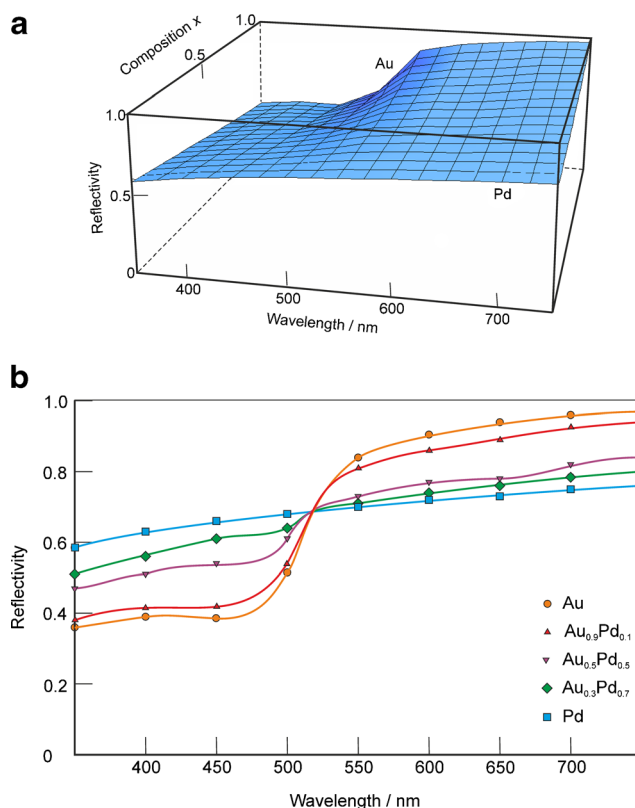 a
Composition x
1.0
0.5
Au
1.0
Reflectivity
0.5
Pd
0
400
500
600
700
Wavelength / nm
b
1.0
0.8
0.6
0.4
0.2
0
Reflectivity
Au
Au0.9Pd0.1
Au0.5Pd0.5
Au0.3Pd0.7
Pd
400 450 500 550 600 650 700
Wavelength / nm